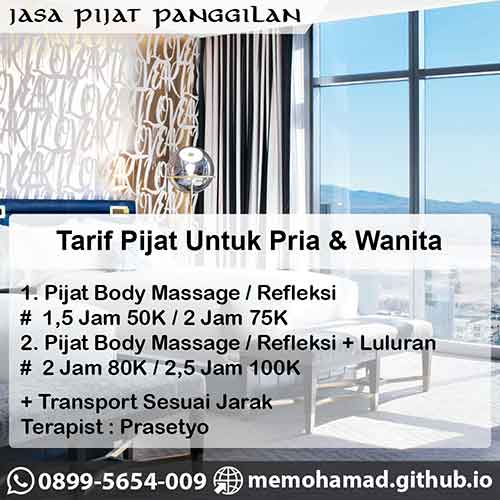 JASA PIJAT PANGGILAN
Tarif Pijat Untuk Pria & Wanita
1. Pijat Body Massage / Refleksi
# 1,5 Jam 50K / 2 Jam 75K
2. Pijat Body Massage / Refleksi + Luluran
# 2 Jam 80K / 2,5 Jam 100K
+ Transport Sesuai Jarak
Terapist : Prasetyo
0899-5654-009 memohamad.github.io